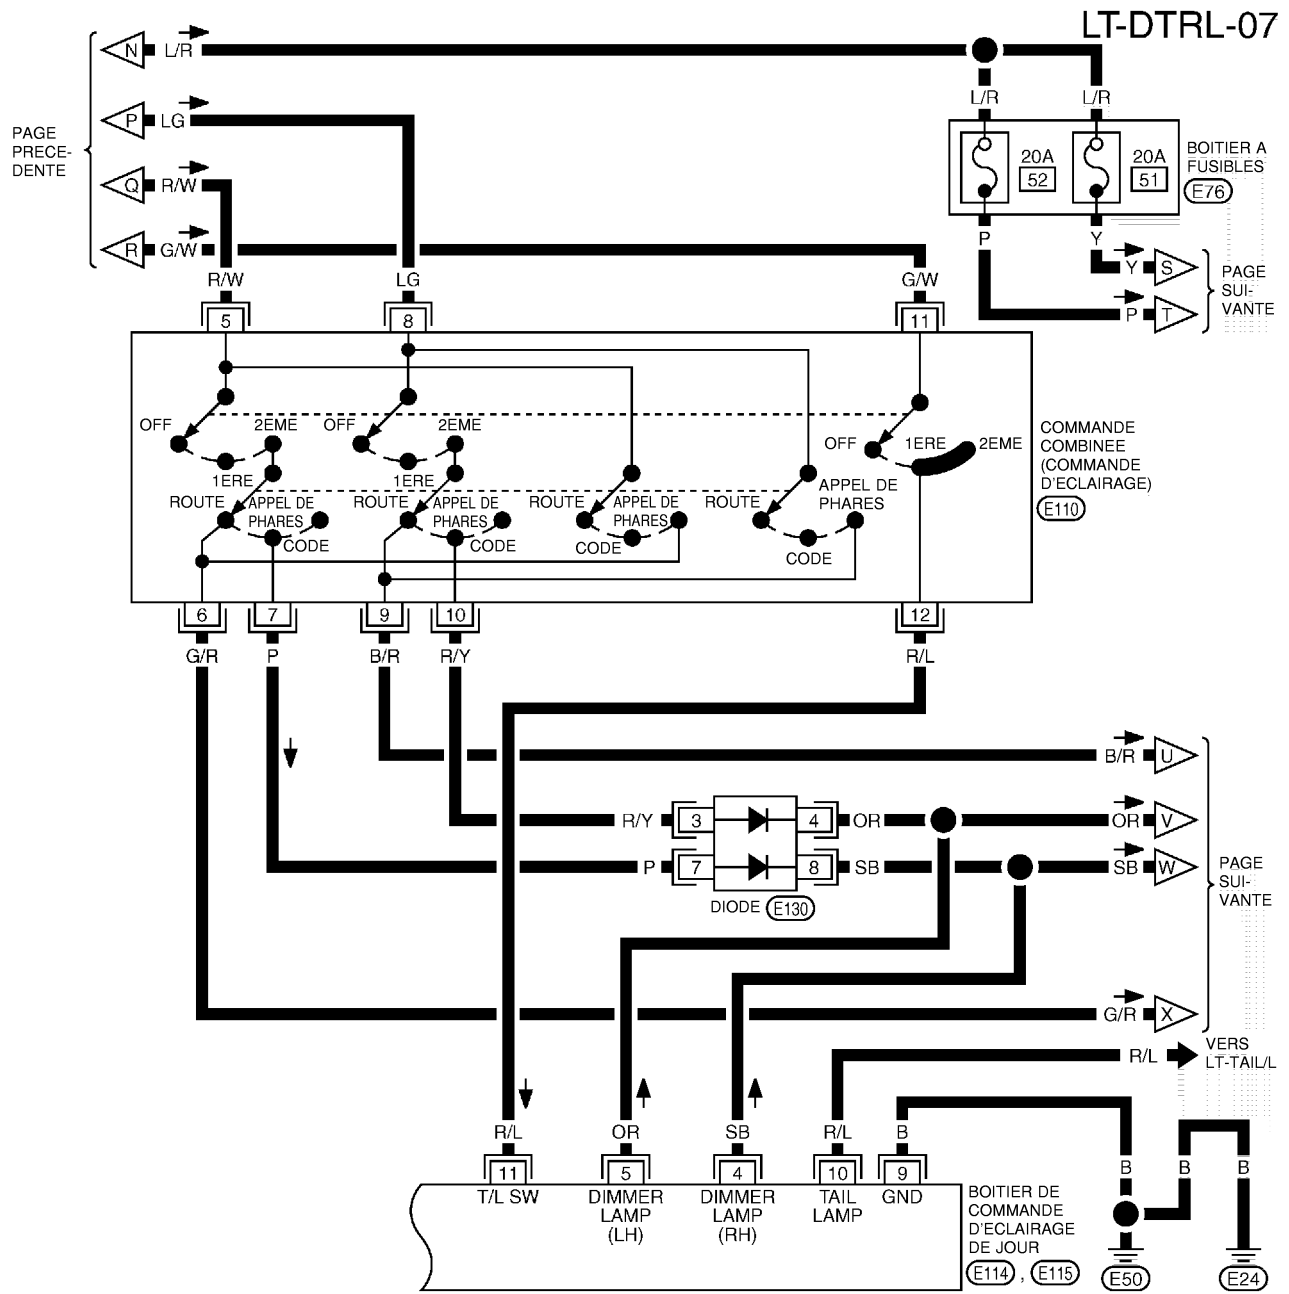 LT-DTRL-07
N L/R
P LG
Q R/W
R G/W
PAGE
PRECE-
DENTE
L/R L/R
20A
52
20A
51
BOITIER A
FUSIBLES
E76
P Y
Y S
P T
PAGE
SUI-
VANTE
R/W LG G/W
5 8 11
OFF 2EME OFF 2EME OFF 1ERE 2EME
1ERE 1ERE
ROUTE APPEL DE
PHARES
CODE
ROUTE APPEL DE
PHARES
CODE
ROUTE APPEL DE
PHARES
CODE
ROUTE APPEL DE
PHARES
CODE
COMMANDE
COMBINEE
(COMMANDE
D'ECLAIRAGE)
E110
6 7 9 10 12
G/R P B/R R/Y R/L
B/R U
R/Y 3 4 OR OR V
P 7 8 SB SB W
DIODE E130
PAGE
SUI-
VANTE
G/R X
R/L VERS
LT-TAIL/L
R/L OR SB R/L B
B B B
11 5 4 10 9
T/L SW
DIMMER
LAMP
(LH)
DIMMER
LAMP
(RH)
TAIL
LAMP
GND
BOITIER DE
COMMANDE
D'ECLAIRAGE
DE JOUR
E114 , E115
E50 E24